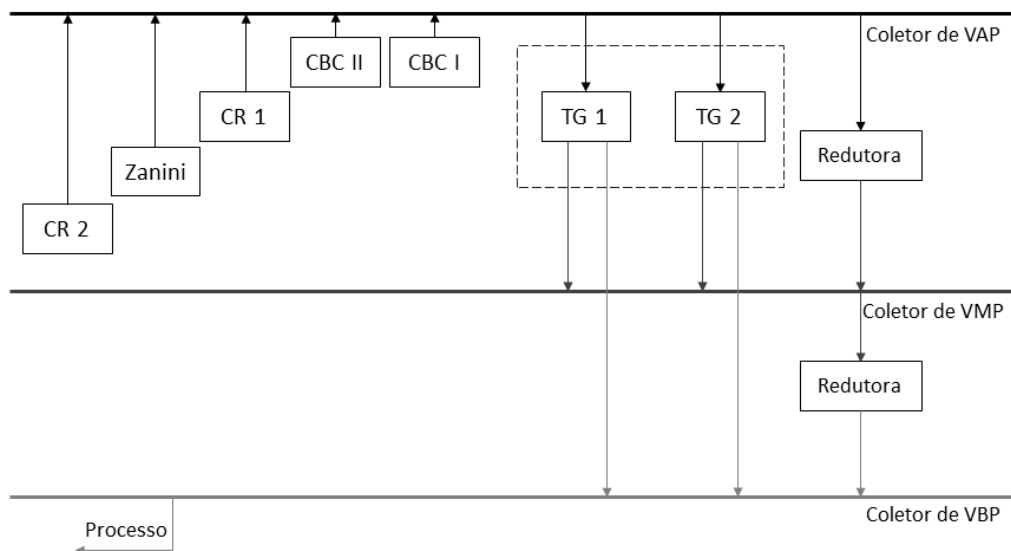 Coletor de VAP
CBC II
CBC I
CR 1
TG 1
TG 2
Redutora
Zanini
CR 2
Coletor de VMP
Redutora
Coletor de VBP
Processo